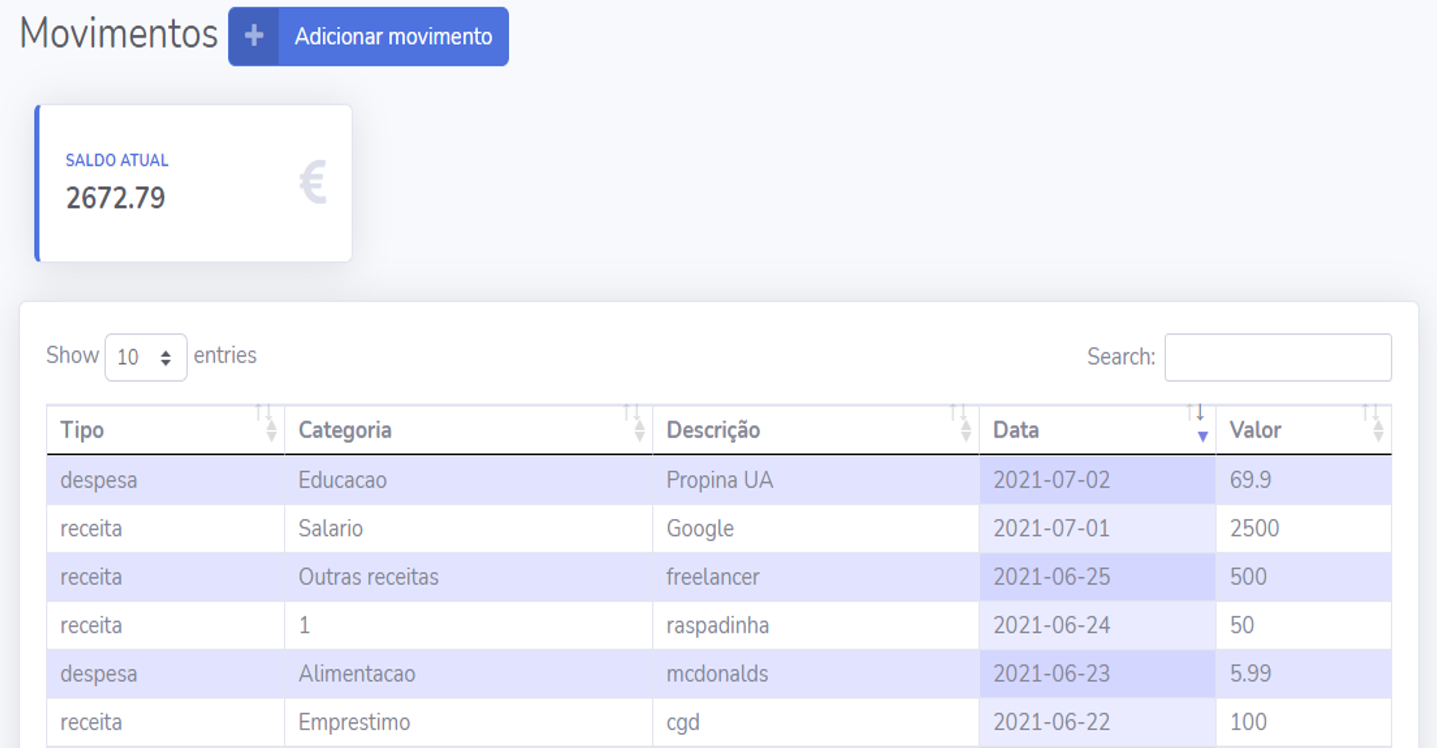 Movimentos + Adicionar movimento
SALDO ATUAL
2672.79 €
Show 10 entries Search:
Tipo Categoria Descrição Data Valor
despesa Educacao Propina UA 2021-07-02 69.9
receita Salario Google 2021-07-01 2500
receita Outras receitas freelancer 2021-06-25 500
receita 1 raspadinha 2021-06-24 50
despesa Alimentacao mcdonalds 2021-06-23 5.99
receita Emprestimo cgd 2021-06-22 100